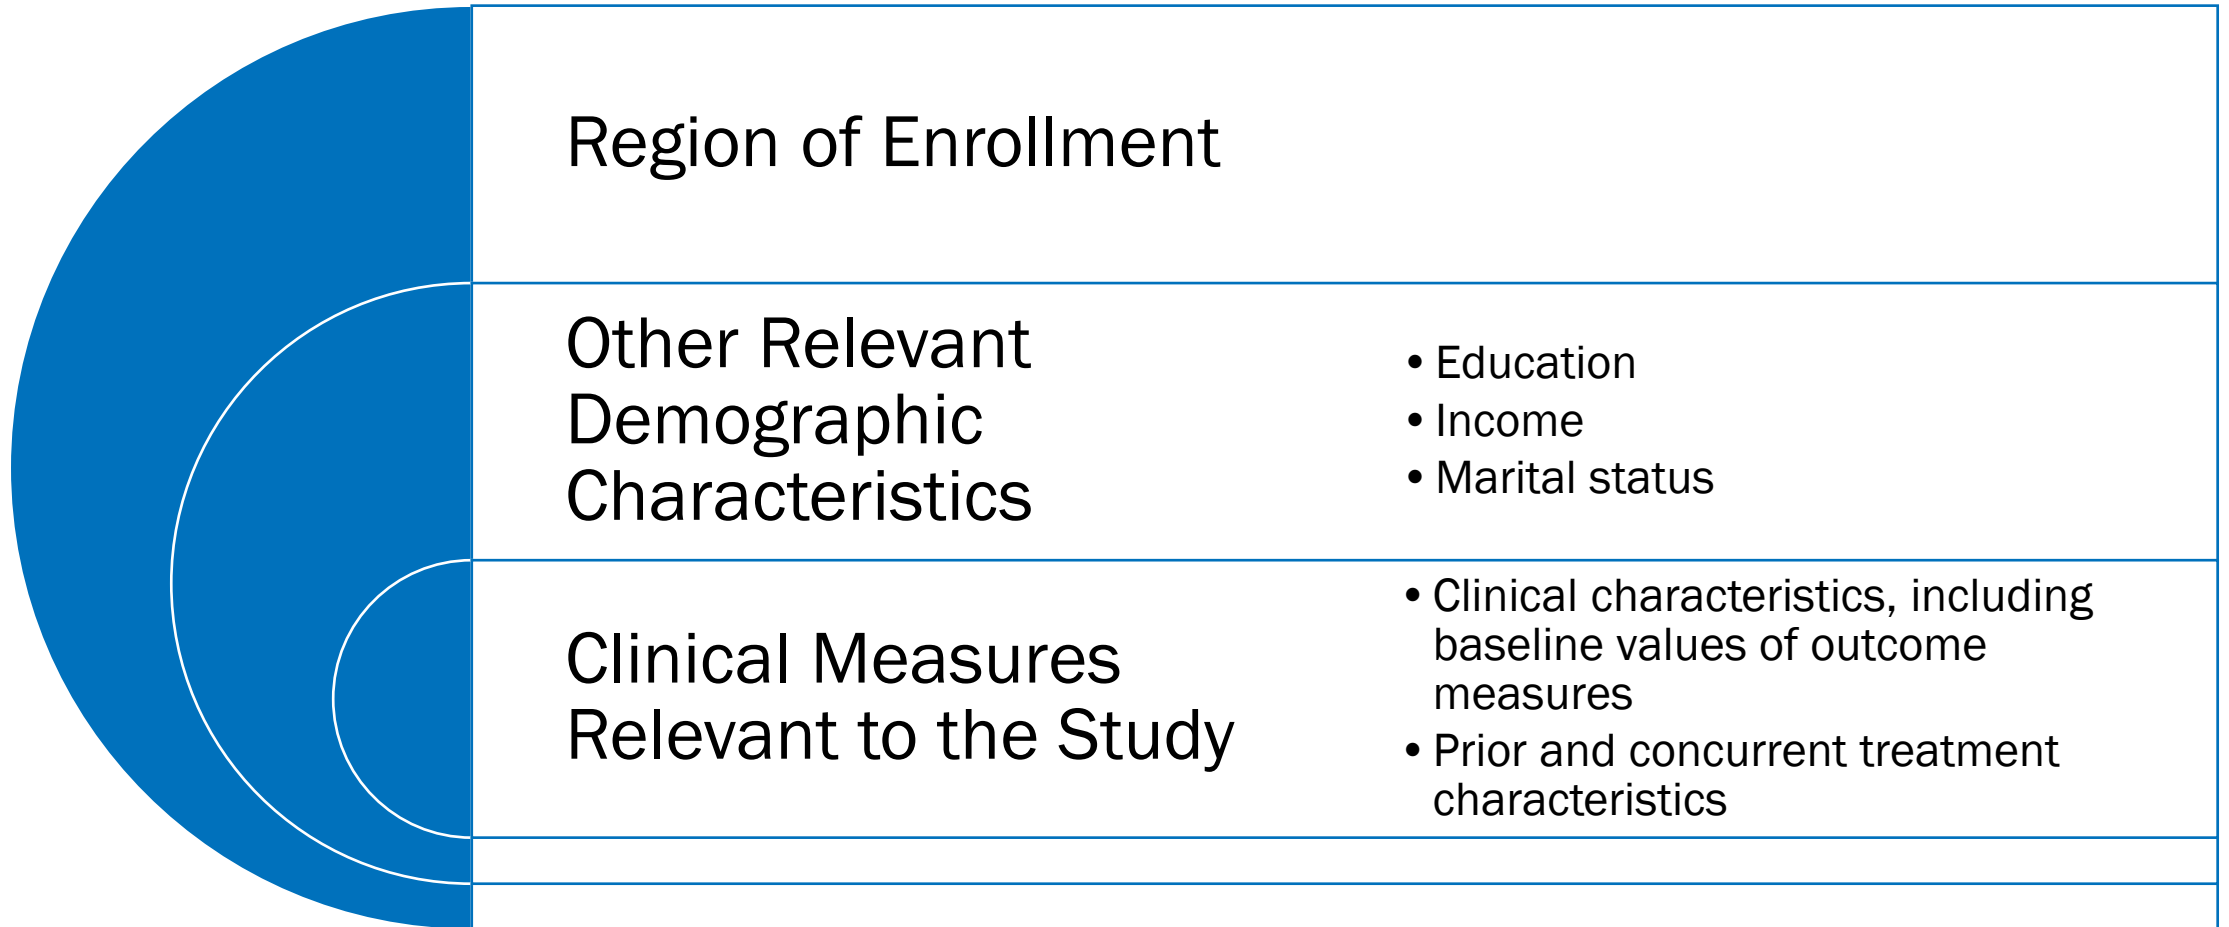 Region of Enrollment
Other Relevant
Demographic
Characteristics
• Education
• Income
• Marital status
Clinical Measures
Relevant to the Study
• Clinical characteristics, including
baseline values of outcome
measures
• Prior and concurrent treatment
characteristics